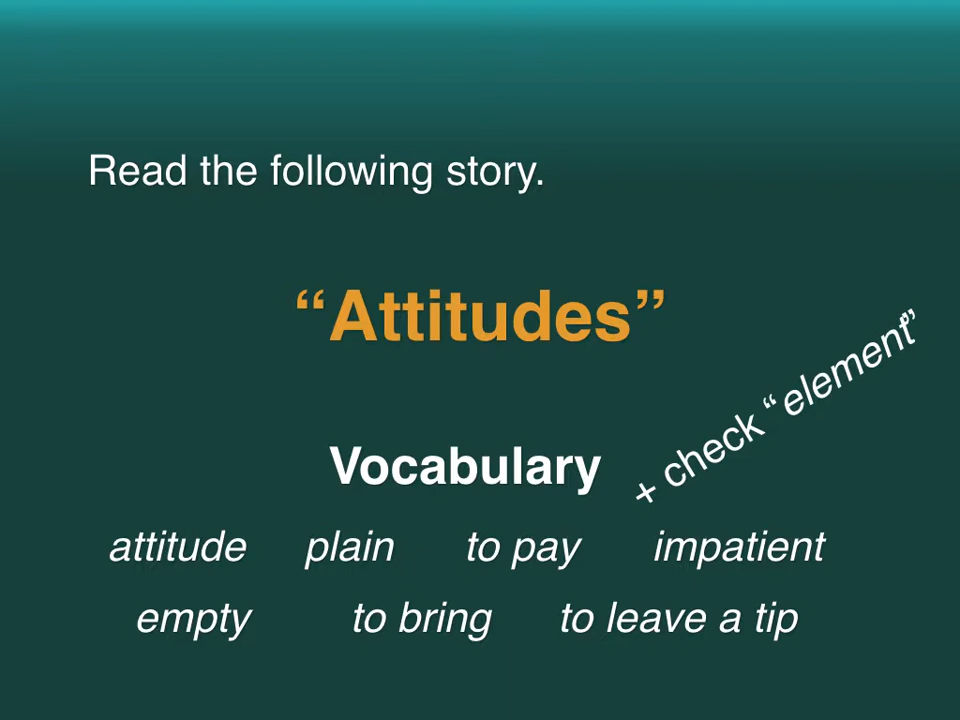 Read the following story.
“Attitudes”
+ check “element”
Vocabulary
attitude plain to pay impatient
empty to bring to leave a tip